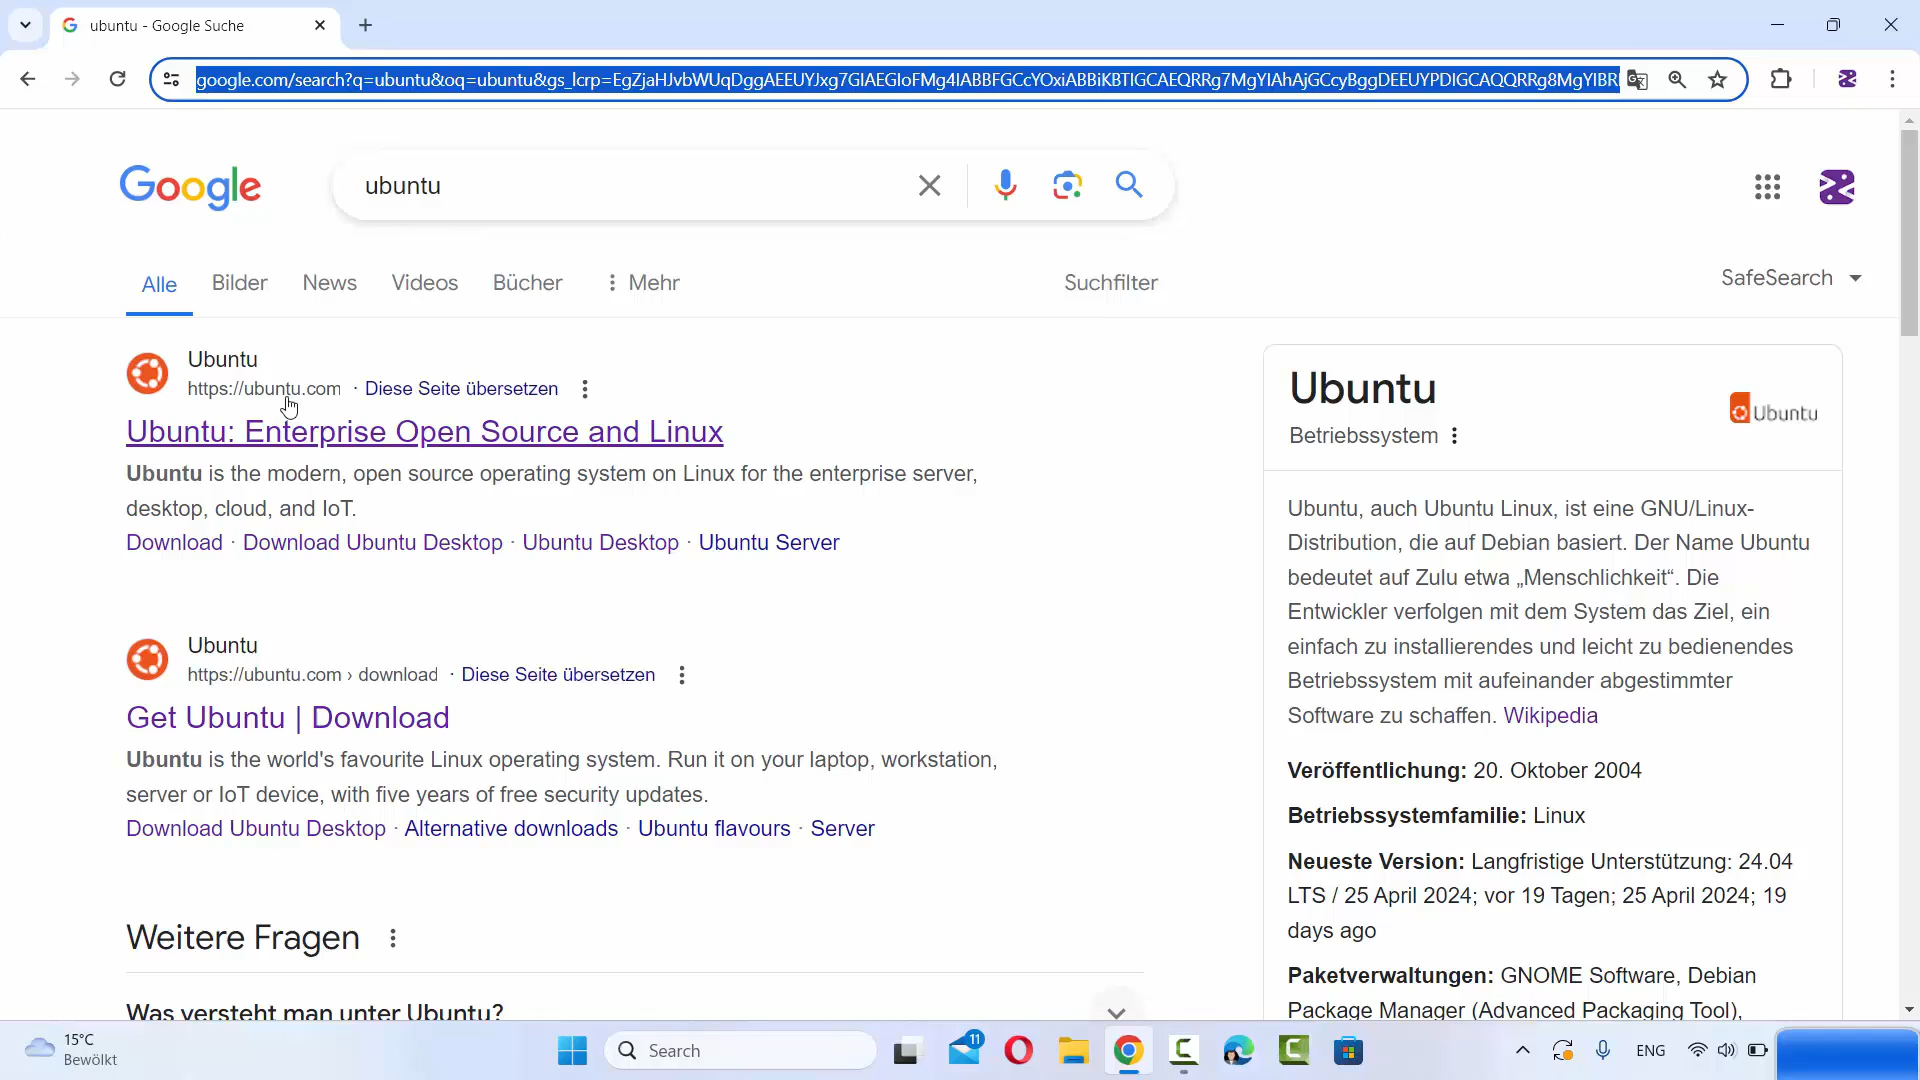 ubuntu - Google Suche
google.com/search?q=ubuntu&oq=ubuntu&gs_lcrp=
Google
ubuntu
Alle
Bilder
News
Videos
Bücher
Mehr
Suchfilter
SafeSearch
Ubuntu
https://ubuntu.com · Diese Seite übersetzen
Ubuntu: Enterprise Open Source and Linux
Ubuntu is the modern, open source operating system on Linux for the enterprise server,
desktop, cloud, and IoT.
Download · Download Ubuntu Desktop · Ubuntu Desktop · Ubuntu Server
Ubuntu
https://ubuntu.com › download · Diese Seite übersetzen
Get Ubuntu | Download
Ubuntu is the world's favourite Linux operating system. Run it on your laptop, workstation,
server or IoT device, with five years of free security updates.
Download Ubuntu Desktop · Alternative downloads · Ubuntu flavours · Server
Weitere Fragen
Was versteht man unter Ubuntu?
Ubuntu
Ubuntu
Betriebssystem
Ubuntu, auch Ubuntu Linux, ist eine GNU/Linux-
Distribution, die auf Debian basiert. Der Name Ubuntu
bedeutet auf Zulu etwa „Menschlichkeit“. Die
Entwickler verfolgen mit dem System das Ziel, ein
einfach zu installierendes und leicht zu bedienendes
Betriebssystem mit aufeinander abgestimmter
Software zu schaffen. Wikipedia
Veröffentlichung: 20. Oktober 2004
Betriebssystemfamilie: Linux
Neueste Version: Langfristige Unterstützung: 24.04
LTS / 25 April 2024; vor 19 Tagen; 25 April 2024; 19
days ago
Paketverwaltungen: GNOME Software, Debian
Package Manager (Advanced Packaging Tool),
15°C
Bewölkt
Search
11
ENG